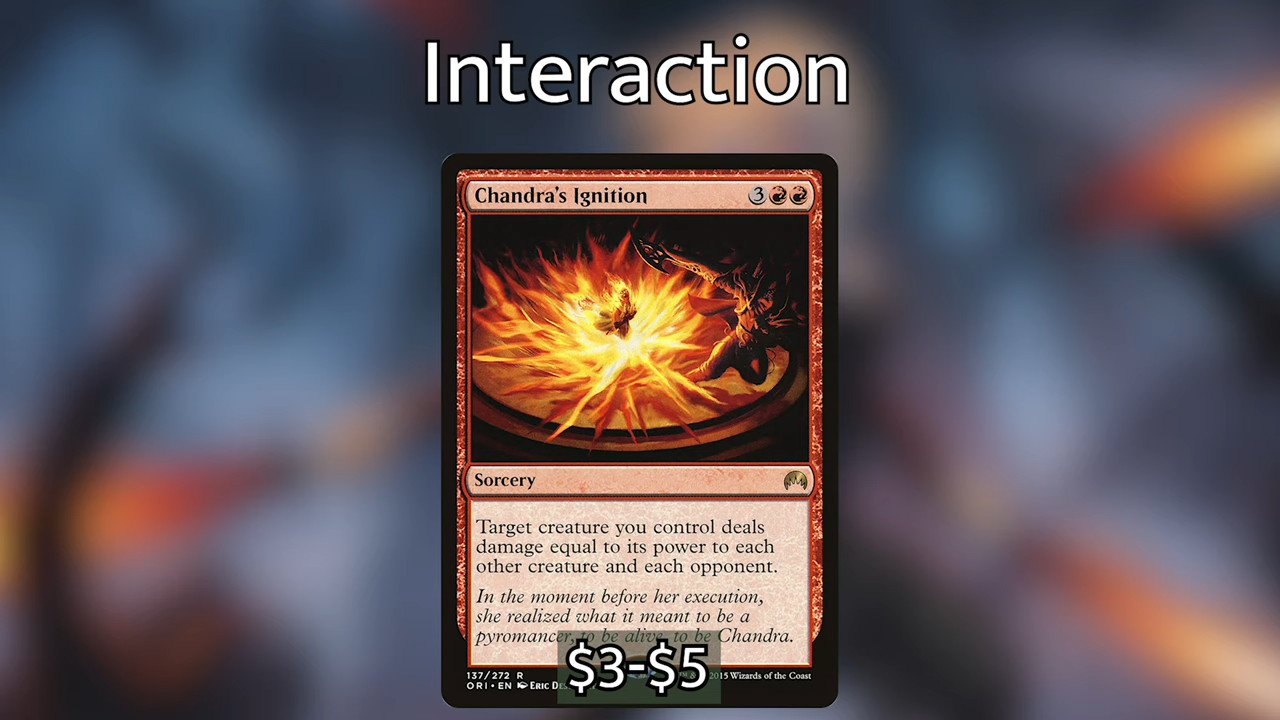 Interaction
Chandra's Ignition 3
Sorcery
Target creature you control deals
damage equal to its power to each
other creature and each opponent.
In the moment before her execution,
she realized what it meant to be a
pyromancer, to be alive, to be Chandra.
$3-$5
137/272 R
2015 Wizards of the Coast
ORI • EN ERIC